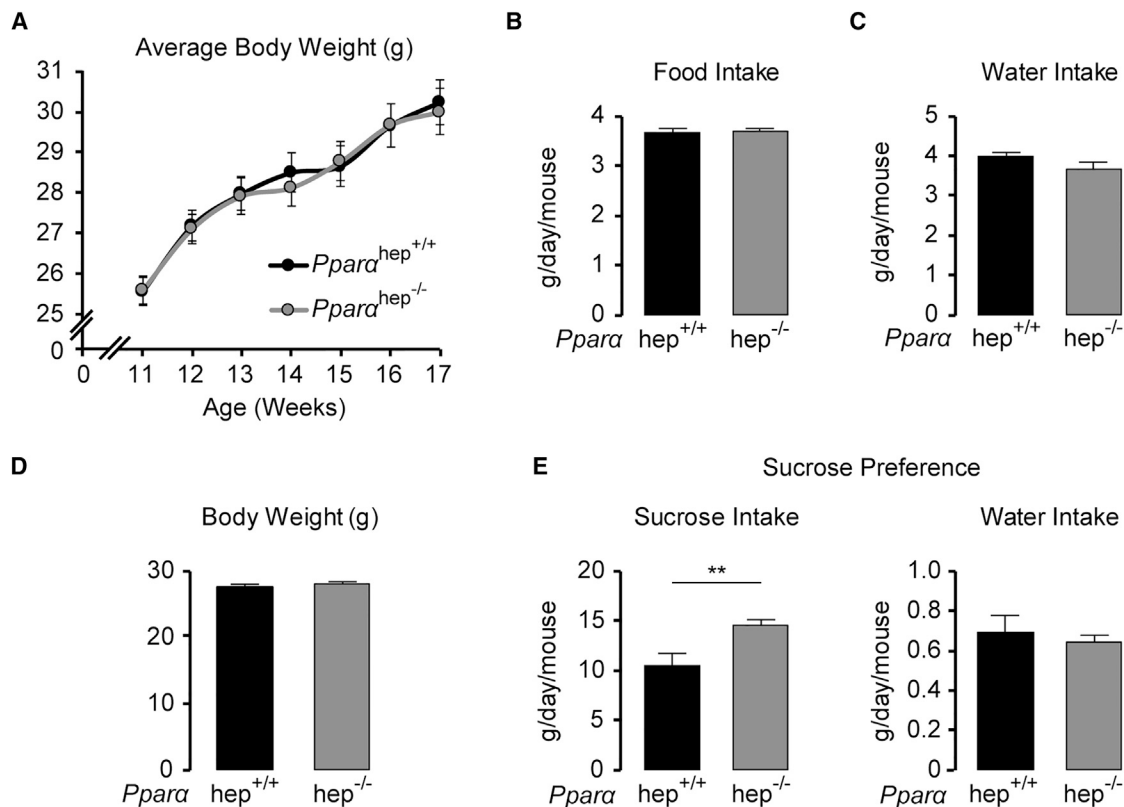 A
Average Body Weight (g)
31
30
29
28
27
26
25
0
Pparα hep+/+
Pparα hep-/-
0 11 12 13 14 15 16 17
Age (Weeks)
B
Food Intake
g/day/mouse
4
3
2
1
0
Pparα hep+/+ hep-/-
C
Water Intake
g/day/mouse
5
4
3
2
1
0
Pparα hep+/+ hep-/-
D
Body Weight (g)
30
20
10
0
Pparα hep+/+ hep-/-
E
Sucrose Preference
Sucrose Intake
g/day/mouse
20
15
10
5
0
**
Pparα hep+/+ hep-/-
Water Intake
g/day/mouse
1.0
0.8
0.6
0.4
0.2
0.0
Pparα hep+/+ hep-/-